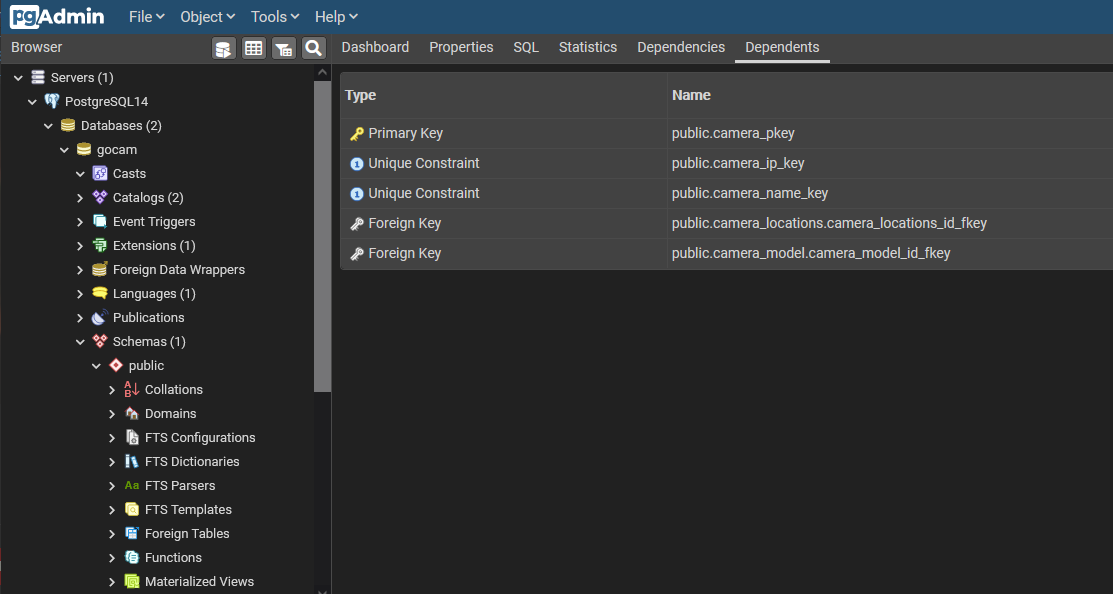 pgAdmin File Object Tools Help
Browser Dashboard Properties SQL Statistics Dependencies Dependents
Servers (1)
PostgreSQL14
Databases (2)
gocam
Casts
Catalogs (2)
Event Triggers
Extensions (1)
Foreign Data Wrappers
Languages (1)
Publications
Schemas (1)
public
Collations
Domains
FTS Configurations
FTS Dictionaries
Aa FTS Parsers
FTS Templates
Foreign Tables
Functions
Materialized Views
Type Name
Primary Key public.camera_pkey
Unique Constraint public.camera_ip_key
Unique Constraint public.camera_name_key
Foreign Key public.camera_locations.camera_locations_id_fkey
Foreign Key public.camera_model.camera_model_id_fkey